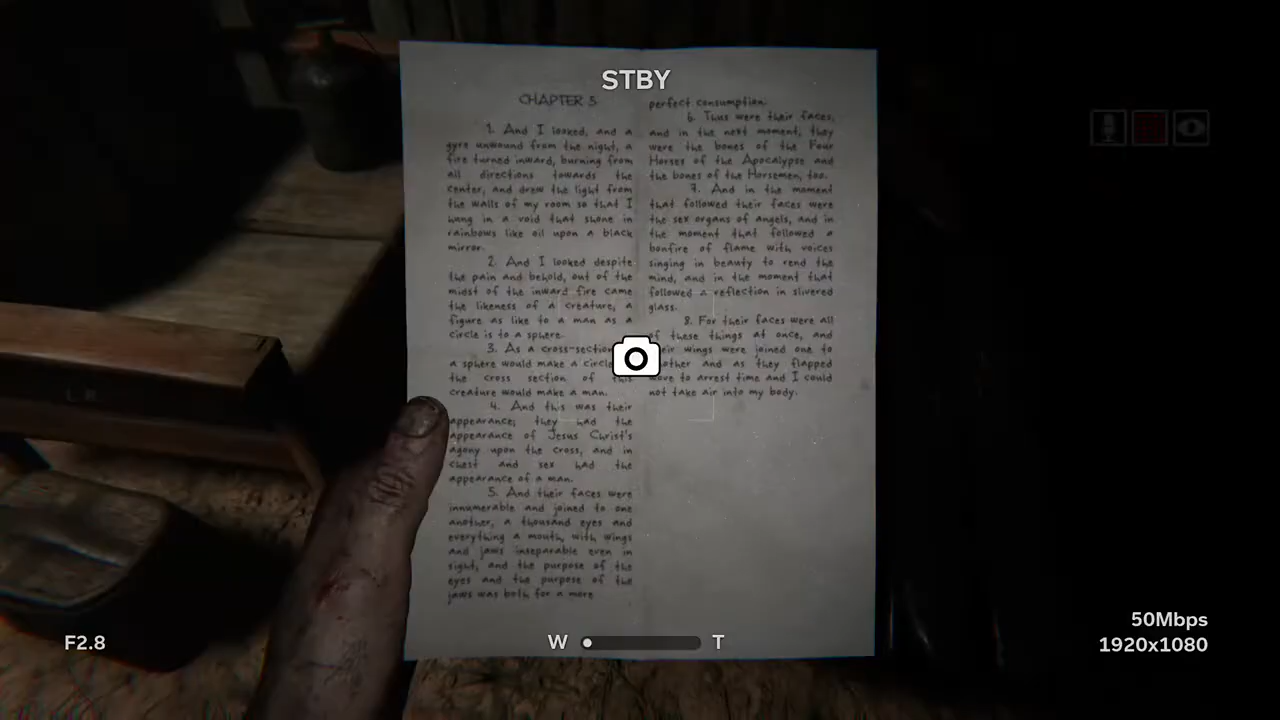 STBY
CHAPTER 5
1. And I looked, and a
gyre unwound from the night, a
fire turned inward, burning from
all directions towards the
center, and drew the light from
the walls of my room so that I
hung in a void that shone in
rainbows like oil upon a black
mirror.
2. And I looked despite
the pain and behold, out of the
midst of the inward fire came
the likeness of a creature, a
figure as like to a man as a
circle is to a sphere.
3. As a cross-section
a sphere would make a circle
the cross section of this
creature would make a man.
4. And this was their
appearance; they had the
appearance of Jesus Christ's
agony upon the cross, and in
chest and sex had the
appearance of a man.
5. And their faces were
innumerable and joined to one
another, a thousand eyes and
everything a mouth, with wings
and jaws inseparable even in
sight, and the purpose of the
eyes and the purpose of the
jaws was both for a more
perfect consumption.
6. Thus were their faces,
and in the next moment, they
were the bones of the Four
Horses of the Apocalypse and
the bones of the Horsemen, too.
7. And in the moment
that followed their faces were
the sex organs of angels, and in
the moment that followed a
bonfire of flame with voices
singing in beauty to rend the
mind, and in the moment that
followed a reflection in slivered
glass.
8. For their faces were all
of these things at once, and
their wings were joined one to
another and as they flapped
move to arrest time and I could
not take air into my body.
F2.8
W T
50Mbps
1920x1080